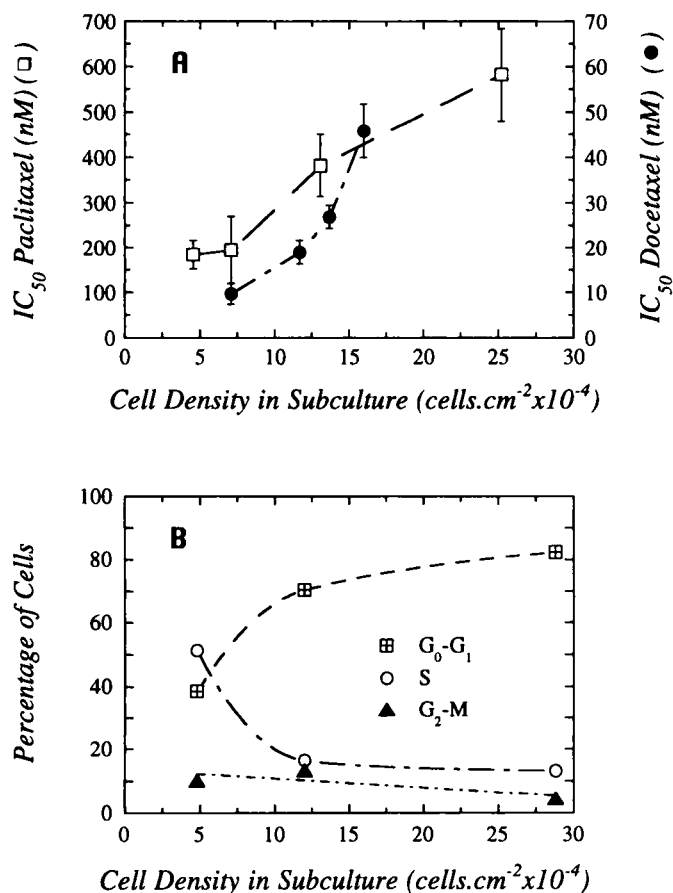 A
IC50 Paclitaxel (nM) (□)
700
600
500
400
300
200
100
0
70
60
50
40
30
20
10
0
IC50 Docetaxel (nM) (●)
0 5 10 15 20 25 30
Cell Density in Subculture (cells.cm-2x10-4)
B
Percentage of Cells
100
80
60
40
20
0
G0-G1
S
G2-M
0 5 10 15 20 25 30
Cell Density in Subculture (cells.cm-2x10-4)